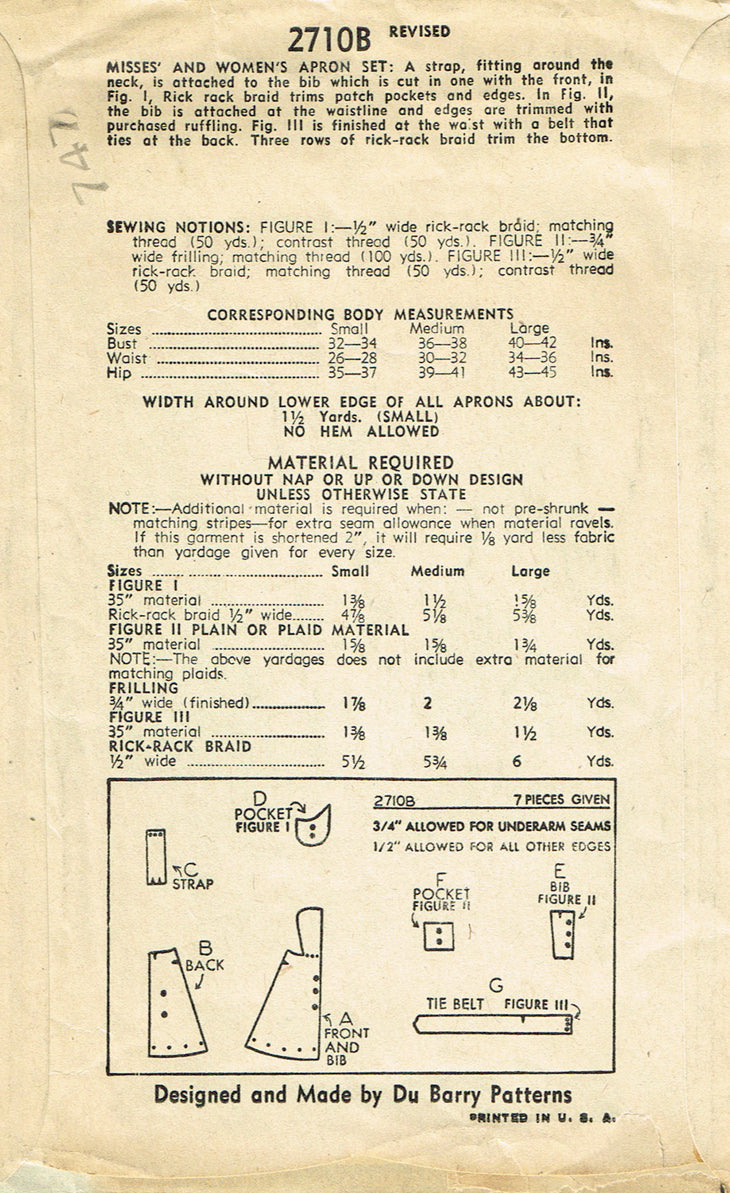 2710B REVISED
MISSES' AND WOMEN'S APRON SET: A strap, fitting around the
neck, is attached to the bib which is cut in one with the front, in
Fig. I, Rick rack braid trims patch pockets and edges. In Fig. II,
the bib is attached at the waistline and edges are trimmed with
purchased ruffling. Fig. III is finished at the waist with a belt that
ties at the back. Three rows of rick-rack braid trim the bottom.
SEWING NOTIONS: FIGURE I:—½" wide rick-rack braid; matching
thread (50 yds.); contrast thread (50 yds.). FIGURE II:—¾"
wide frilling; matching thread (100 yds.). FIGURE III:—½" wide
rick-rack braid; matching thread (50 yds.); contrast thread
(50 yds.)
CORRESPONDING BODY MEASUREMENTS
Sizes ........ Small Medium Large
Bust ........ 32—34 36—38 40—42 Ins.
Waist ........ 26—28 30—32 34—36 Ins.
Hip ........ 35—37 39—41 43—45 Ins.
WIDTH AROUND LOWER EDGE OF ALL APRONS ABOUT:
1½ Yards. (SMALL)
NO HEM ALLOWED
MATERIAL REQUIRED
WITHOUT NAP OR UP OR DOWN DESIGN
UNLESS OTHERWISE STATE
NOTE:—Additional material is required when: — not pre-shrunk —
matching stripes—for extra seam allowance when material ravels.
If this garment is shortened 2", it will require ⅛ yard less fabric
than yardage given for every size.
Sizes ........ Small Medium Large
FIGURE I
35" material ........ 1⅜ 1½ 1⅝ Yds.
Rick-rack braid ½" wide ........ 4⅞ 5⅛ 5⅜ Yds.
FIGURE II PLAIN OR PLAID MATERIAL
35" material ........ 1⅝ 1⅝ 1¾ Yds.
NOTE:—The above yardages does not include extra material for
matching plaids.
FRILLING
¾" wide (finished) ........ 1⅞ 2 2⅛ Yds.
FIGURE III
35" material ........ 1⅜ 1⅜ 1½ Yds.
RICK-RACK BRAID
½" wide ........ 5½ 5¾ 6 Yds.
2710B 7 PIECES GIVEN
3/4" ALLOWED FOR UNDERARM SEAMS
1/2" ALLOWED FOR ALL OTHER EDGES
D
POCKET
FIGURE I
C
STRAP
F
POCKET
FIGURE II
E
BIB
FIGURE II
B
BACK
A
FRONT
AND
BIB
G
TIE BELT FIGURE III
Designed and Made by Du Barry Patterns
PRINTED IN U. S. A.